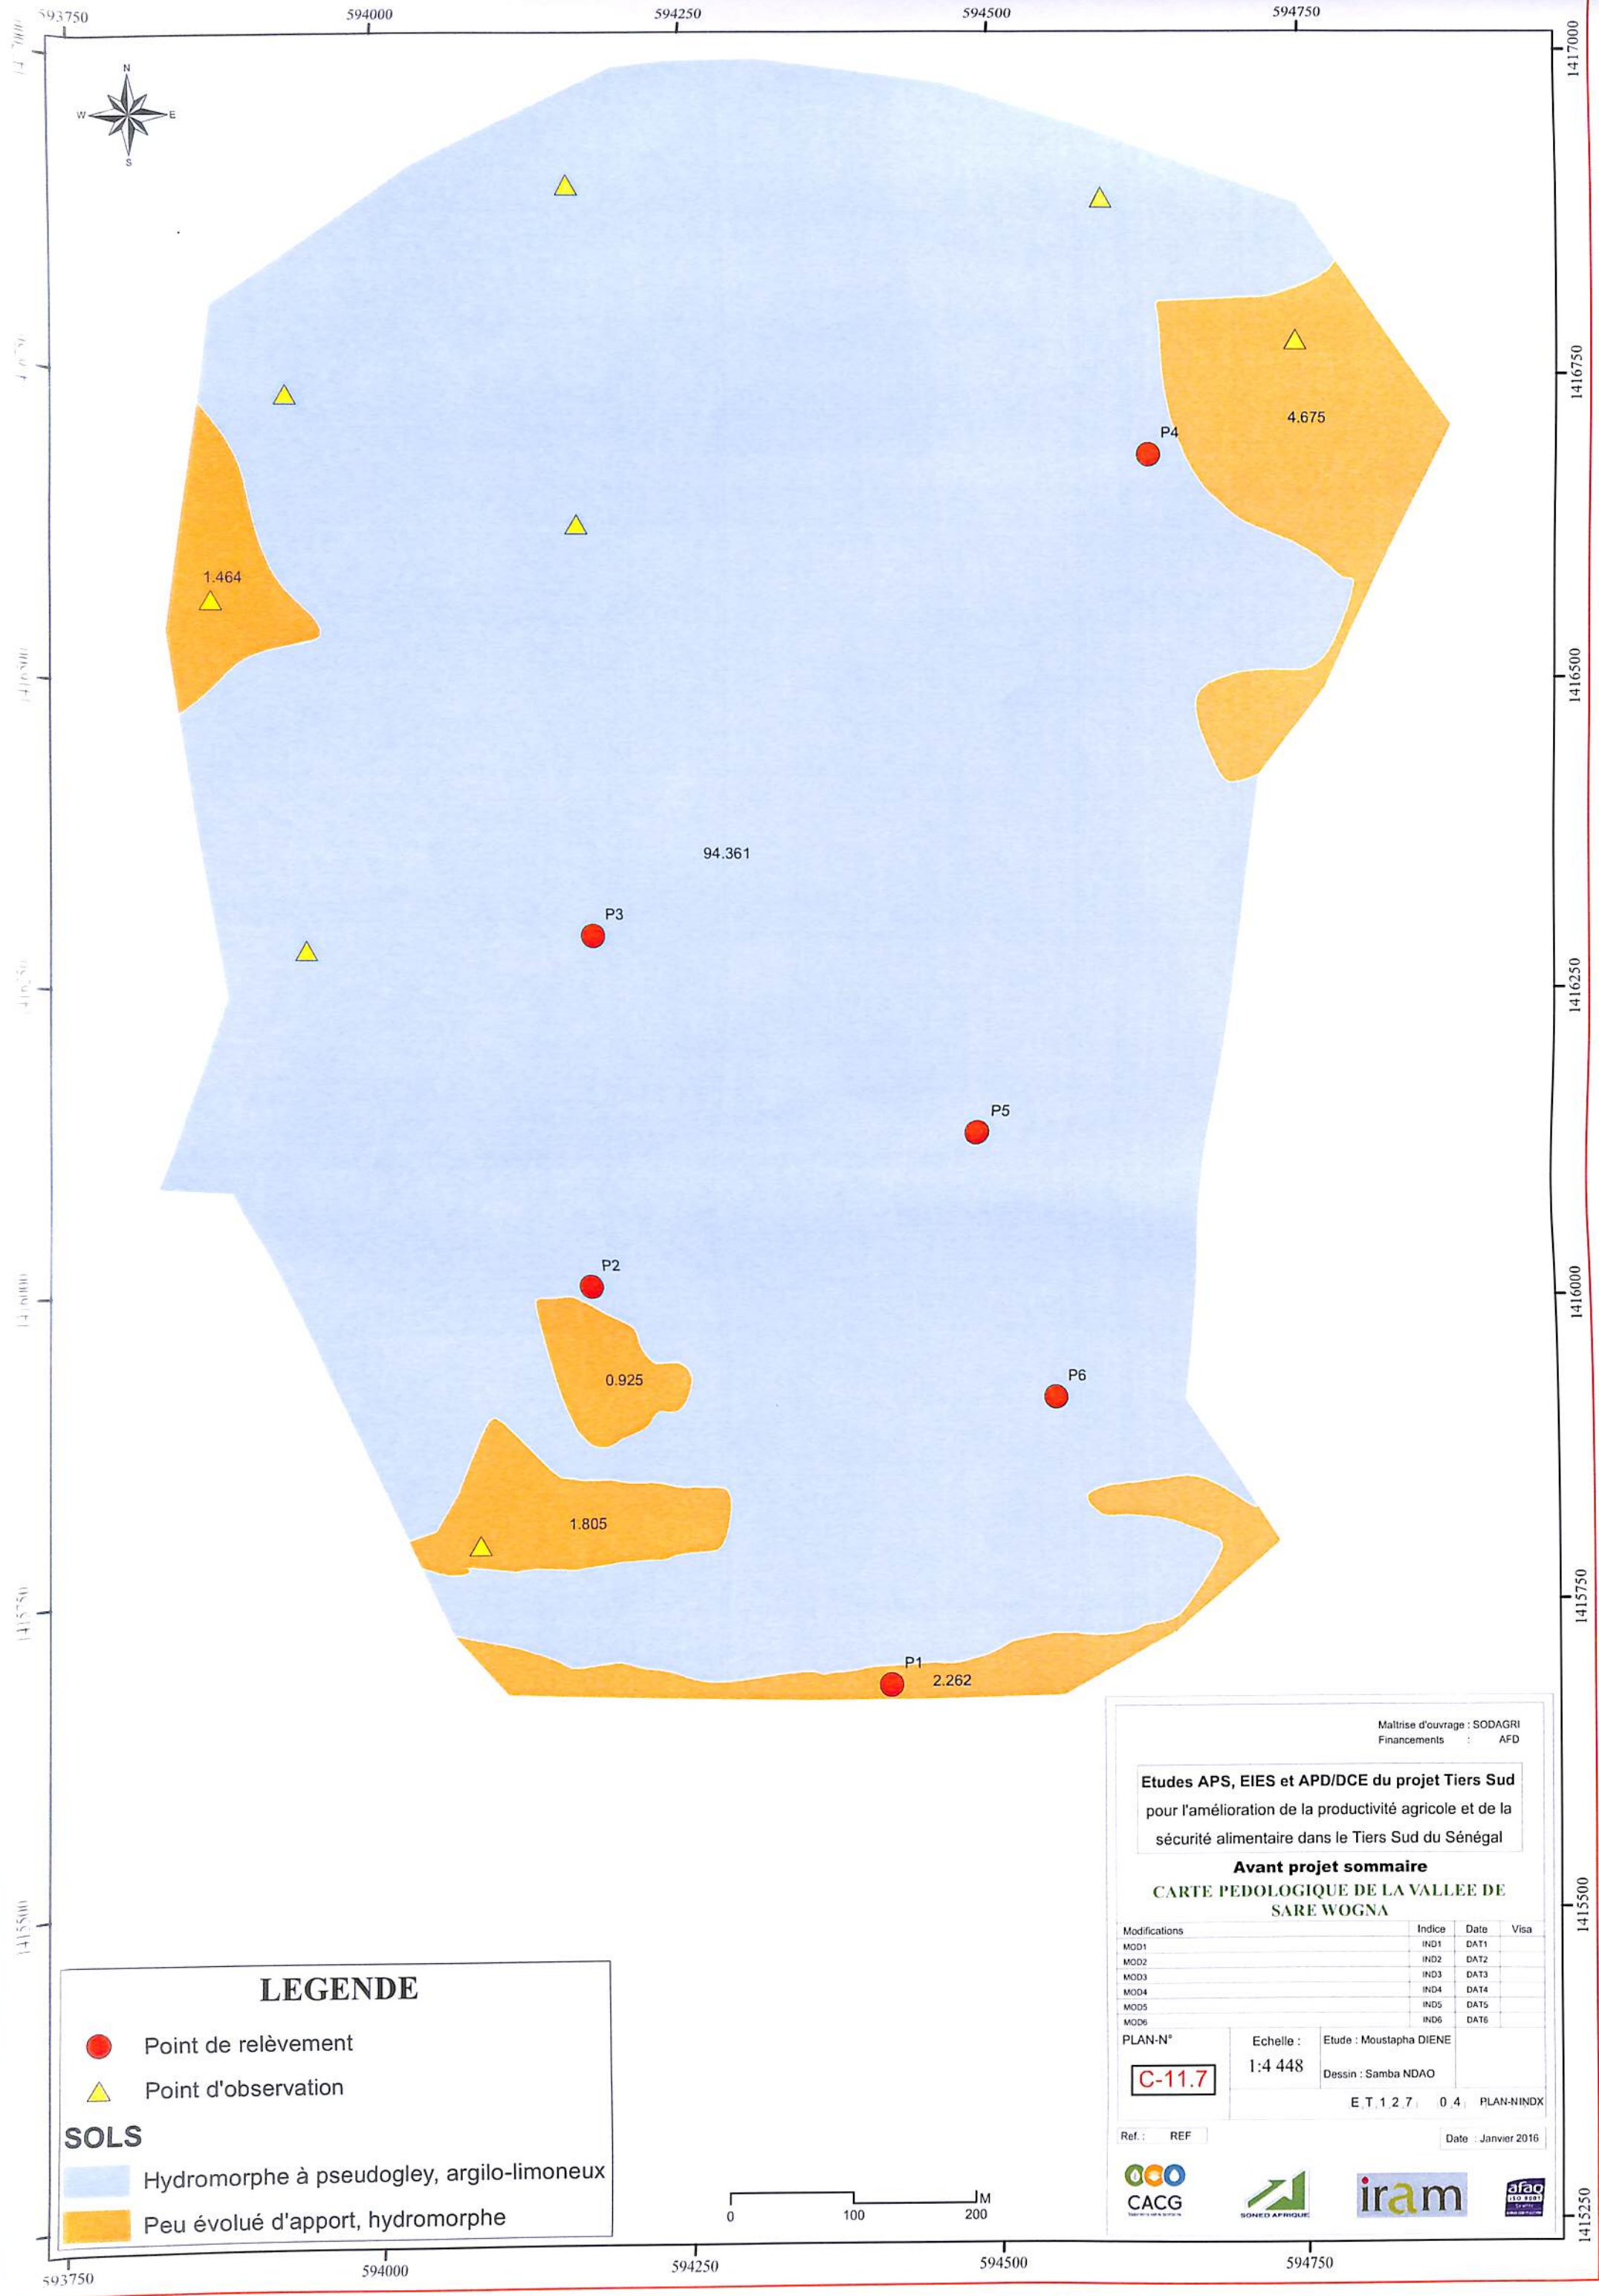 593750
594000
594250
594500
594750
1417000
N
W
E
S
1416750
4.675
P4
1.464
1416500
94.361
P3
1416250
P5
P2
1416000
0.925
P6
1.805
1415750
P1
2.262
Maîtrise d'ouvrage : SODAGRI
Financements : AFD
Etudes APS, EIES et APD/DCE du projet Tiers Sud
pour l'amélioration de la productivité agricole et de la
sécurité alimentaire dans le Tiers Sud du Sénégal
Avant projet sommaire
CARTE PEDOLOGIQUE DE LA VALLEE DE
SARE WOGNA
1415500
1415500
Modifications Indice Date Visa
MOD1 IND1 DAT1
MOD2 IND2 DAT2
MOD3 IND3 DAT3
MOD4 IND4 DAT4
MOD5 IND5 DAT5
MOD6 IND6 DAT6
PLAN-N°
C-11.7
Echelle :
1:4 448
Etude : Moustapha DIENE
Dessin : Samba NDAO
E T 1 2 7 0 4 PLAN-NINDX
Ref. : REF
Date : Janvier 2016
CACG
SONED AFRIQUE
iram
afaq
ISO 9001
LEGENDE
Point de relèvement
Point d'observation
SOLS
Hydromorphe à pseudogley, argilo-limoneux
Peu évolué d'apport, hydromorphe
M
0 100 200
1415250
593750
594000
594250
594500
594750